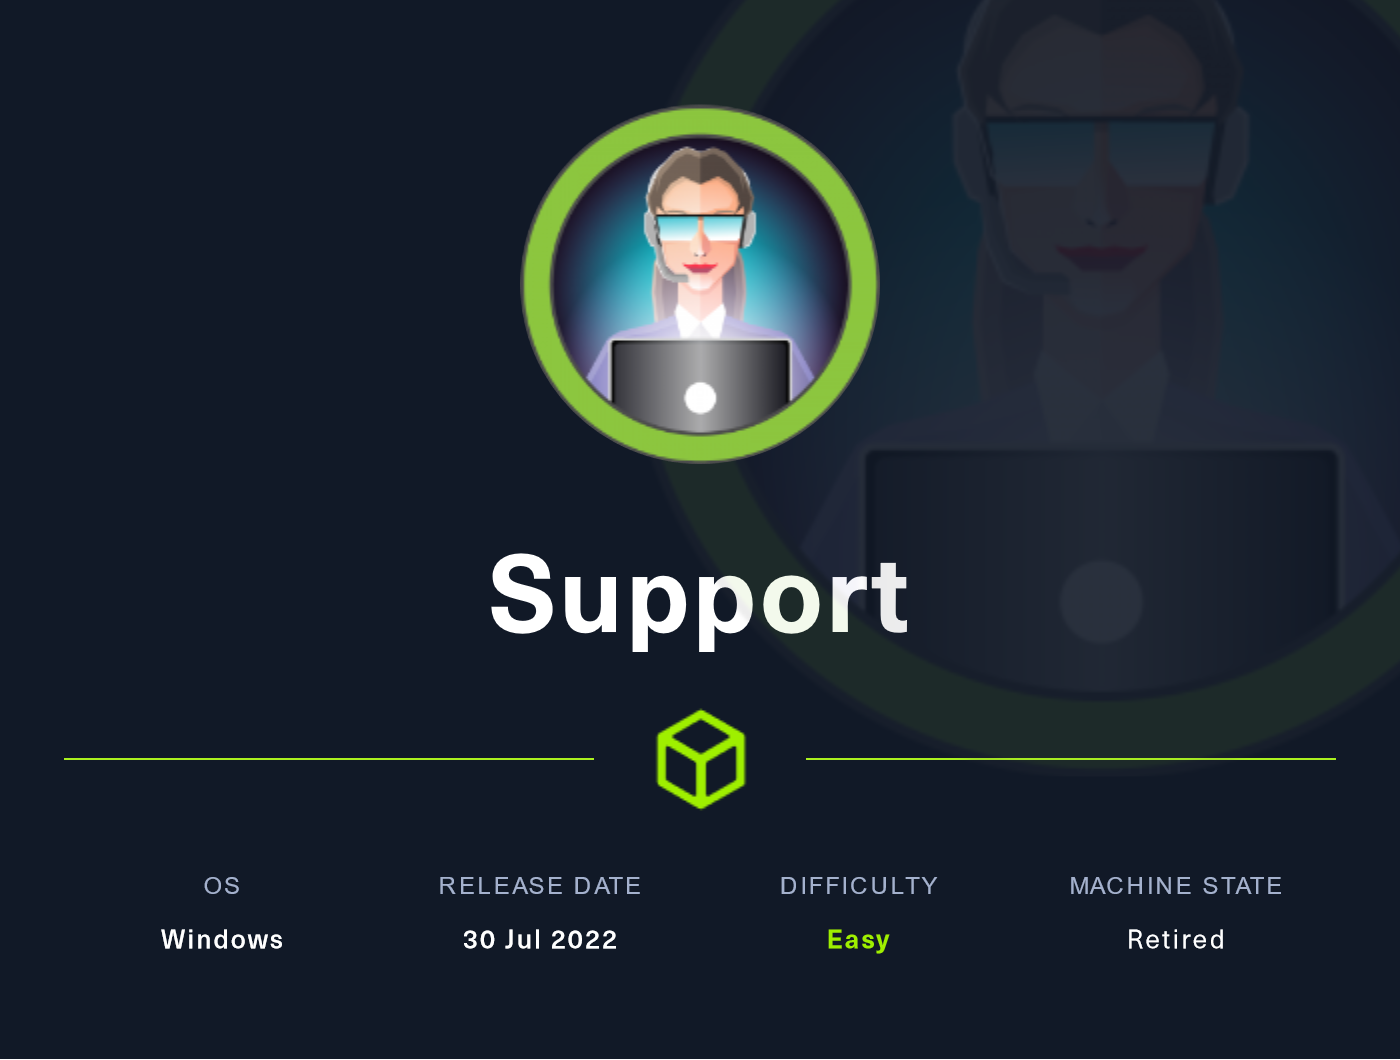 Support
OS
RELEASE DATE
DIFFICULTY
MACHINE STATE
Windows
30 Jul 2022
Easy
Retired